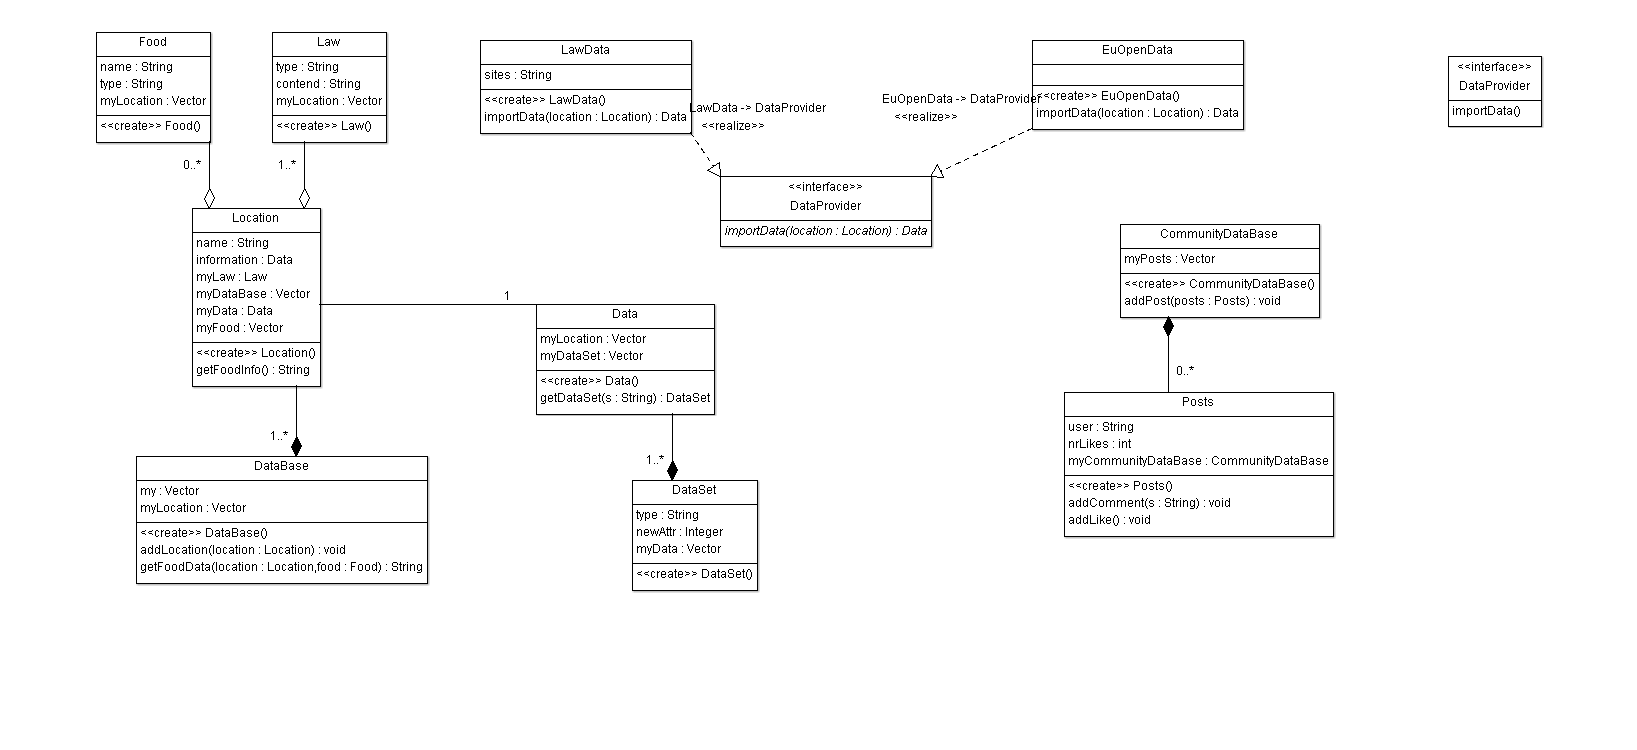 Food
name : String
type : String
myLocation : Vector
<<create>> Food()
Law
type : String
contend : String
myLocation : Vector
<<create>> Law()
0..*
1..*
Location
name : String
information : Data
myLaw : Law
myDataBase : Vector
myData : Data
myFood : Vector
<<create>> Location()
getFoodInfo() : String
1..*
DataBase
my : Vector
myLocation : Vector
<<create>> DataBase()
addLocation(location : Location) : void
getFoodData(location : Location,food : Food) : String
1
Data
myLocation : Vector
myDataSet : Vector
<<create>> Data()
getDataSet(s : String) : DataSet
1..*
DataSet
type : String
newAttr : Integer
myData : Vector
<<create>> DataSet()
LawData
sites : String
<<create>> LawData()
importData(location : Location) : Data
LawData -> DataProvider
<<realize>>
EuOpenData -> DataProvider
<<realize>>
EuOpenData
<<create>> EuOpenData()
importData(location : Location) : Data
<<interface>>
DataProvider
importData(location : Location) : Data
CommunityDataBase
myPosts : Vector
<<create>> CommunityDataBase()
addPost(posts : Posts) : void
0..*
Posts
user : String
nrLikes : int
myCommunityDataBase : CommunityDataBase
<<create>> Posts()
addComment(s : String) : void
addLike() : void
<<interface>>
DataProvider
importData()